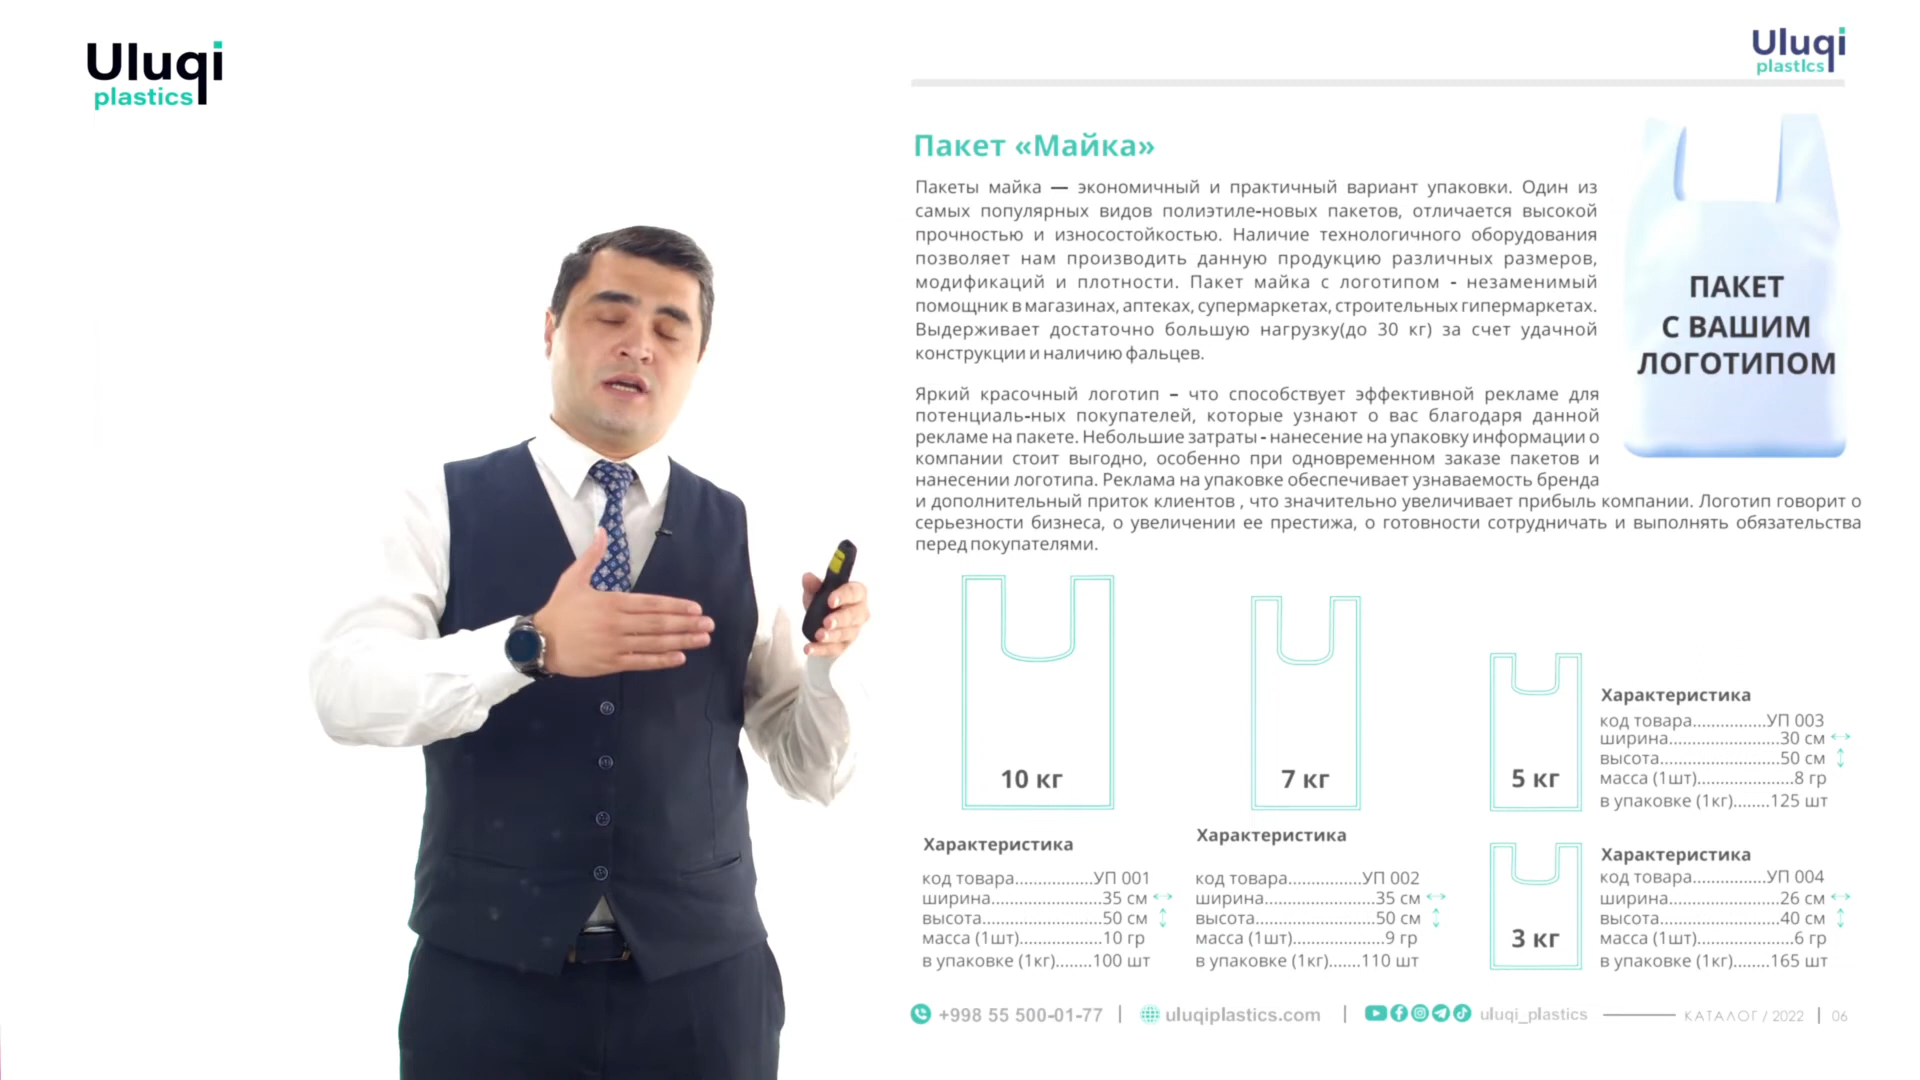 Uluqi
plastics
Uluqi
plastics
Пакет «Майка»
Пакеты майка — экономичный и практичный вариант упаковки. Один из
самых популярных видов полиэтиле-новых пакетов, отличается высокой
прочностью и износостойкостью. Наличие технологичного оборудования
позволяет нам производить данную продукцию различных размеров,
модификаций и плотности. Пакет майка с логотипом - незаменимый
помощник в магазинах, аптеках, супермаркетах, строительных гипермаркетах.
Выдерживает достаточно большую нагрузку(до 30 кг) за счет удачной
конструкции и наличию фальцев.
ПАКЕТ
С ВАШИМ
ЛОГОТИПОМ
Яркий красочный логотип – что способствует эффективной рекламе для
потенциаль-ных покупателей, которые узнают о вас благодаря данной
рекламе на пакете. Небольшие затраты - нанесение на упаковку информации о
компании стоит выгодно, особенно при одновременном заказе пакетов и
нанесении логотипа. Реклама на упаковке обеспечивает узнаваемость бренда
и дополнительный приток клиентов , что значительно увеличивает прибыль компании. Логотип говорит о
серьезности бизнеса, о увеличении ее престижа, о готовности сотрудничать и выполнять обязательства
перед покупателями.
10 кг
Характеристика
код товара................УП 001
ширина.......................35 см
высота.........................50 см
масса (1шт).................10 гр
в упаковке (1кг)........100 шт
7 кг
Характеристика
код товара...............УП 002
ширина.......................35 см
высота.........................50 см
масса (1шт)...................9 гр
в упаковке (1кг).......110 шт
5 кг
Характеристика
код товара...............УП 003
ширина.......................30 см
высота.........................50 см
масса (1шт)....................8 гр
в упаковке (1кг)........125 шт
3 кг
Характеристика
код товара...............УП 004
ширина.......................26 см
высота.........................40 см
масса (1шт)....................6 гр
в упаковке (1кг)........165 шт
+998 55 500-01-77 | uluqiplastics.com | uluqi_plastics КАТАЛОГ / 2022 | 06